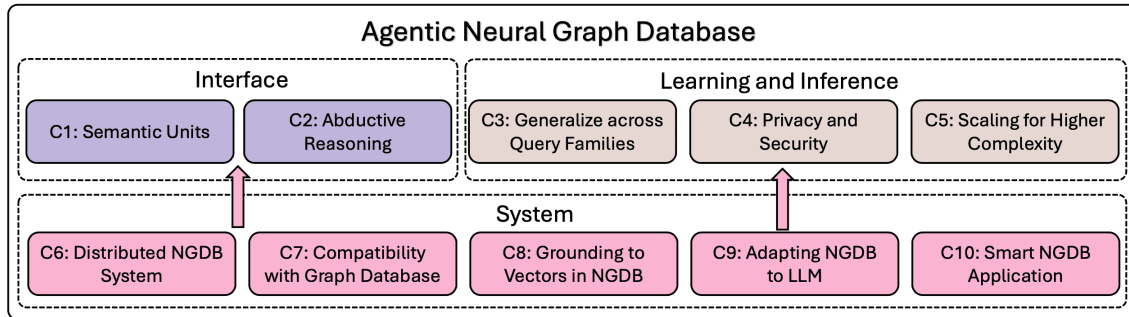 Agentic Neural Graph Database
Interface
C1: Semantic Units
C2: Abductive
Reasoning
Learning and Inference
C3: Generalize across
Query Families
C4: Privacy and
Security
C5: Scaling for Higher
Complexity
System
C6: Distributed NGDB
System
C7: Compatibility
with Graph Database
C8: Grounding to
Vectors in NGDB
C9: Adapting NGDB
to LLM
C10: Smart NGDB
Application